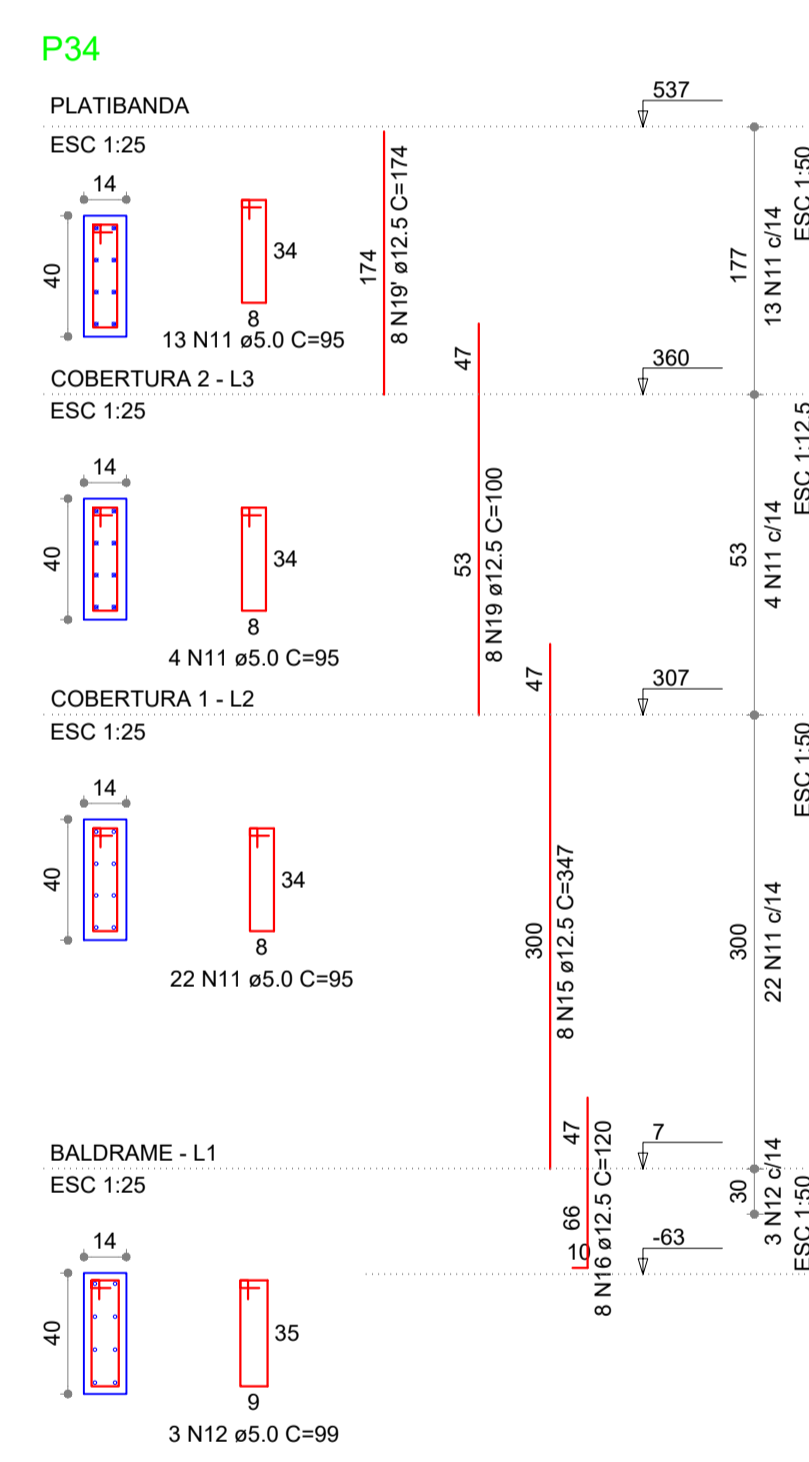 P34
PLATIBANDA
537
ESC 1:25
14
40
34
8
13 N11 ø5.0 C=95
174
8 N19' ø12.5 C=174
177
13 N11 c/14
ESC 1:50
COBERTURA 2 - L3
360
ESC 1:25
14
40
34
8
4 N11 ø5.0 C=95
47
53
8 N19 ø12.5 C=100
53
4 N11 c/14
ESC 1:12.5
COBERTURA 1 - L2
307
ESC 1:25
14
40
34
8
22 N11 ø5.0 C=95
47
300
8 N15 ø12.5 C=347
300
22 N11 c/14
ESC 1:50
BALDRAME - L1
7
ESC 1:25
14
40
35
9
3 N12 ø5.0 C=99
47
66
10
8 N16 ø12.5 C=120
-63
30
3 N12 c/14
ESC 1:50